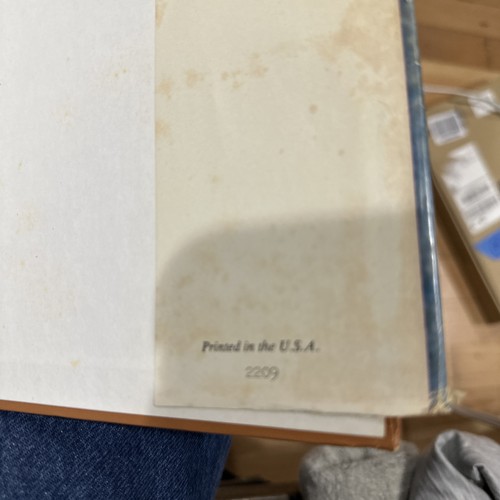 Printed in the U.S.A.
2209